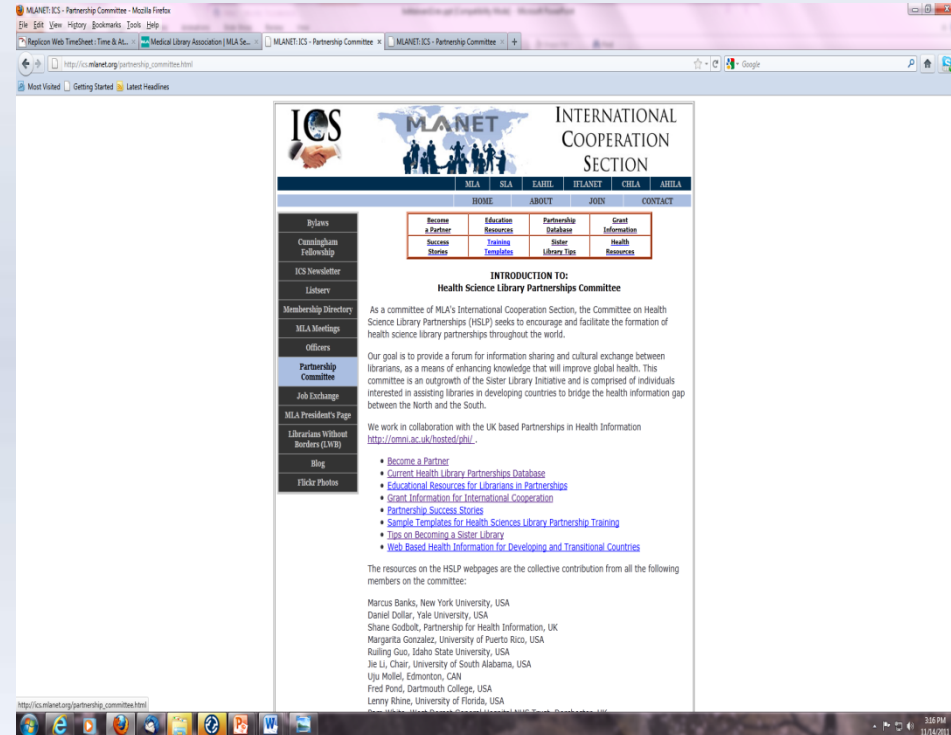 MLANET: ICS - Partnership Committee - Mozilla Firefox
File Edit View History Bookmarks Tools Help
Replicon Web TimeSheet : Time & At... Medical Library Association | MLA Se... MLANET: ICS - Partnership Committee MLANET: ICS - Partnership Committee
http://ics.mlanet.org/partnership_committee.html Google
Most Visited Getting Started Latest Headlines
ICS
MLANET
INTERNATIONAL
COOPERATION
SECTION
MLA SLA EAHIL IFLANET CHLA AHILA
HOME ABOUT JOIN CONTACT
Bylaws
Cunningham
Fellowship
ICS Newsletter
Listserv
Membership Directory
MLA Meetings
Officers
Partnership
Committee
Job Exchange
MLA President's Page
Librarians Without
Borders (LWB)
Blog
Flickr Photos
Become Education Partnership Grant
a Partner Resources Database Information
Success Training Sister Health
Stories Templates Library Tips Resources
INTRODUCTION TO:
Health Science Library Partnerships Committee
As a committee of MLA's International Cooperation Section, the Committee on Health
Science Library Partnerships (HSLP) seeks to encourage and facilitate the formation of
health science library partnerships throughout the world.
Our goal is to provide a forum for information sharing and cultural exchange between
librarians, as a means of enhancing knowledge that will improve global health. This
committee is an outgrowth of the Sister Library Initiative and is comprised of individuals
interested in assisting libraries in developing countries to bridge the health information gap
between the North and the South.
We work in collaboration with the UK based Partnerships in Health Information
http://omni.ac.uk/hosted/phi/ .
• Become a Partner
• Current Health Library Partnerships Database
• Educational Resources for Librarians in Partnerships
• Grant Information for International Cooperation
• Partnership Success Stories
• Sample Templates for Health Sciences Library Partnership Training
• Tips on Becoming a Sister Library
• Web Based Health Information for Developing and Transitional Countries
The resources on the HSLP webpages are the collective contribution from all the following
members on the committee:
Marcus Banks, New York University, USA
Daniel Dollar, Yale University, USA
Shane Godbolt, Partnership for Health Information, UK
Margarita Gonzalez, University of Puerto Rico, USA
Ruiling Guo, Idaho State University, USA
Jie Li, Chair, University of South Alabama, USA
Uju Mollel, Edmonton, CAN
Fred Pond, Dartmouth College, USA
Lenny Rhine, University of Florida, USA
http://ics.mlanet.org/partnership_committee.html
3:16 PM